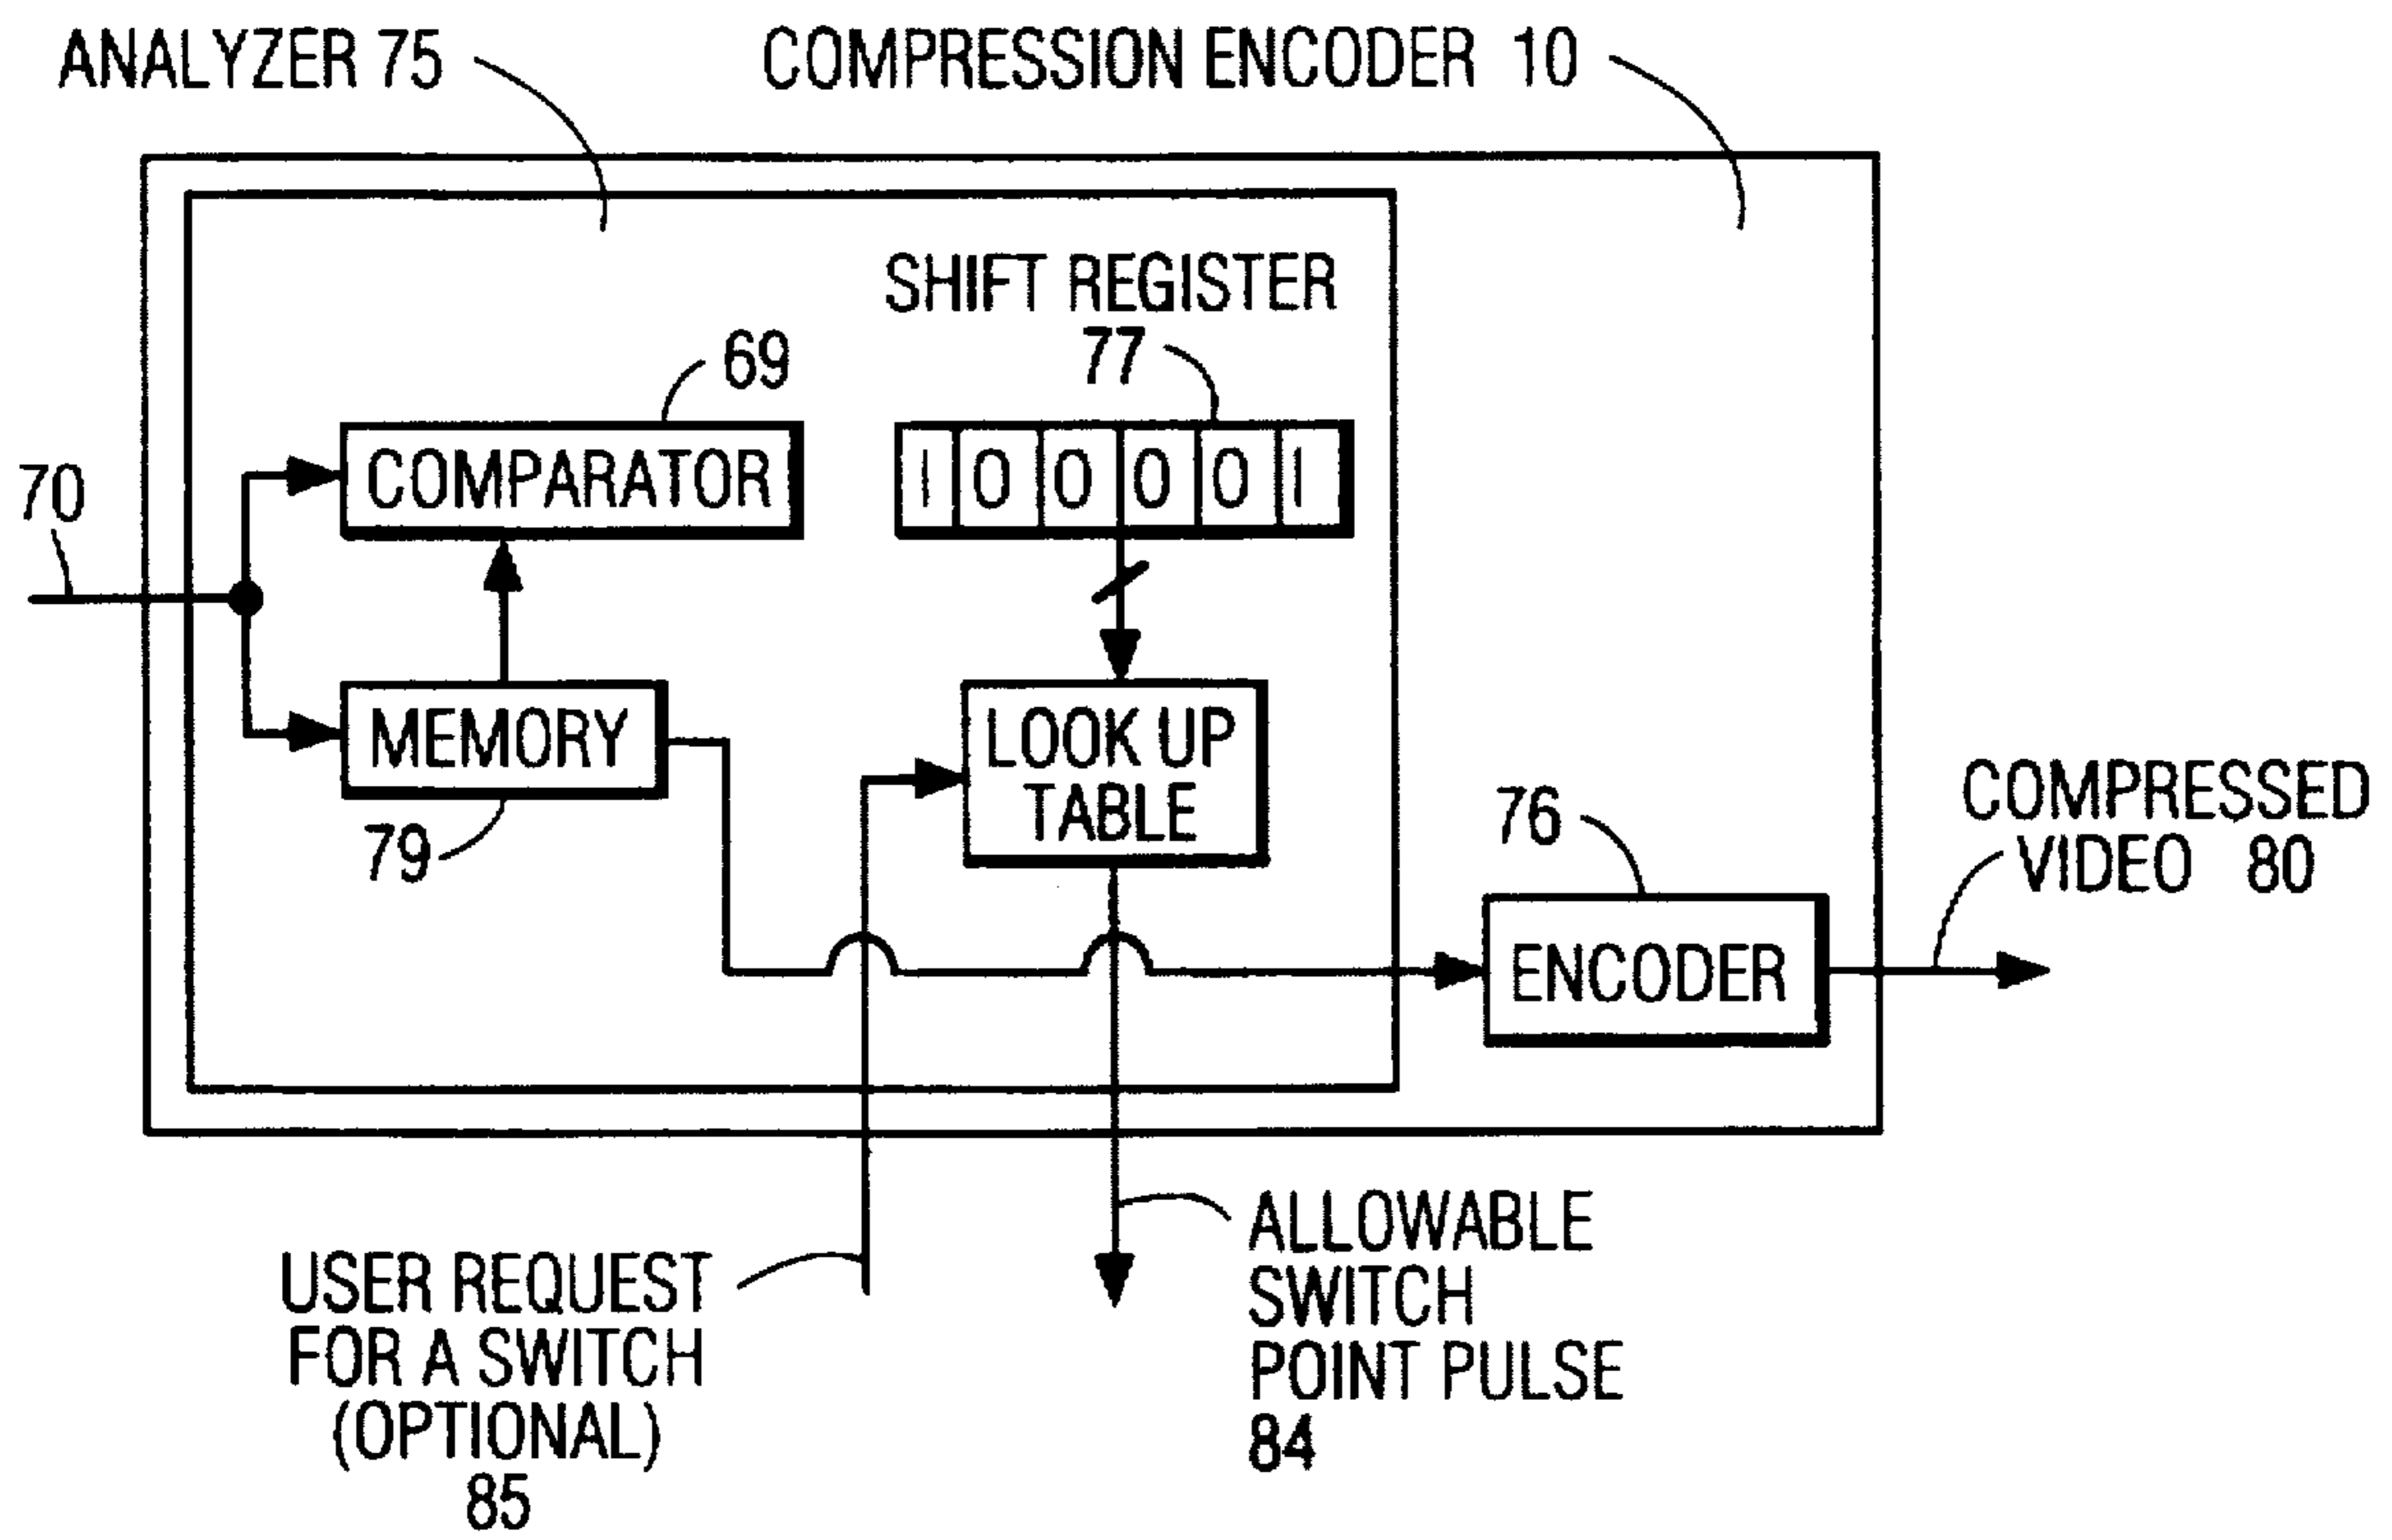 ANALYZER 75
COMPRESSION ENCODER 10
SHIFT REGISTER
77
69
70
COMPARATOR
1 0 0 0 0 1
MEMORY
79
LOOK UP
TABLE
76
ENCODER
COMPRESSED
VIDEO 80
USER REQUEST
FOR A SWITCH
(OPTIONAL)
85
ALLOWABLE
SWITCH
POINT PULSE
84